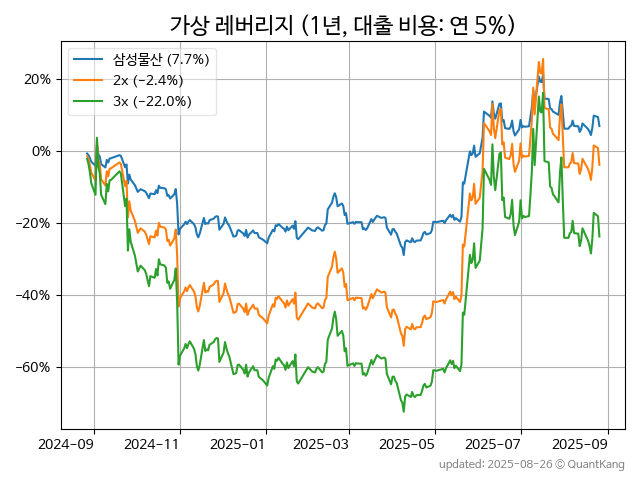 가상 레버리지 (1년, 대출 비용: 연 5%)
삼성물산 (7.7%)
2x (−2.4%)
3x (−22.0%)
20%
0%
−20%
−40%
−60%
2024-09 2024-11 2025-01 2025-03 2025-05 2025-07 2025-09
updated: 2025-08-26 ⓒ QuantKang